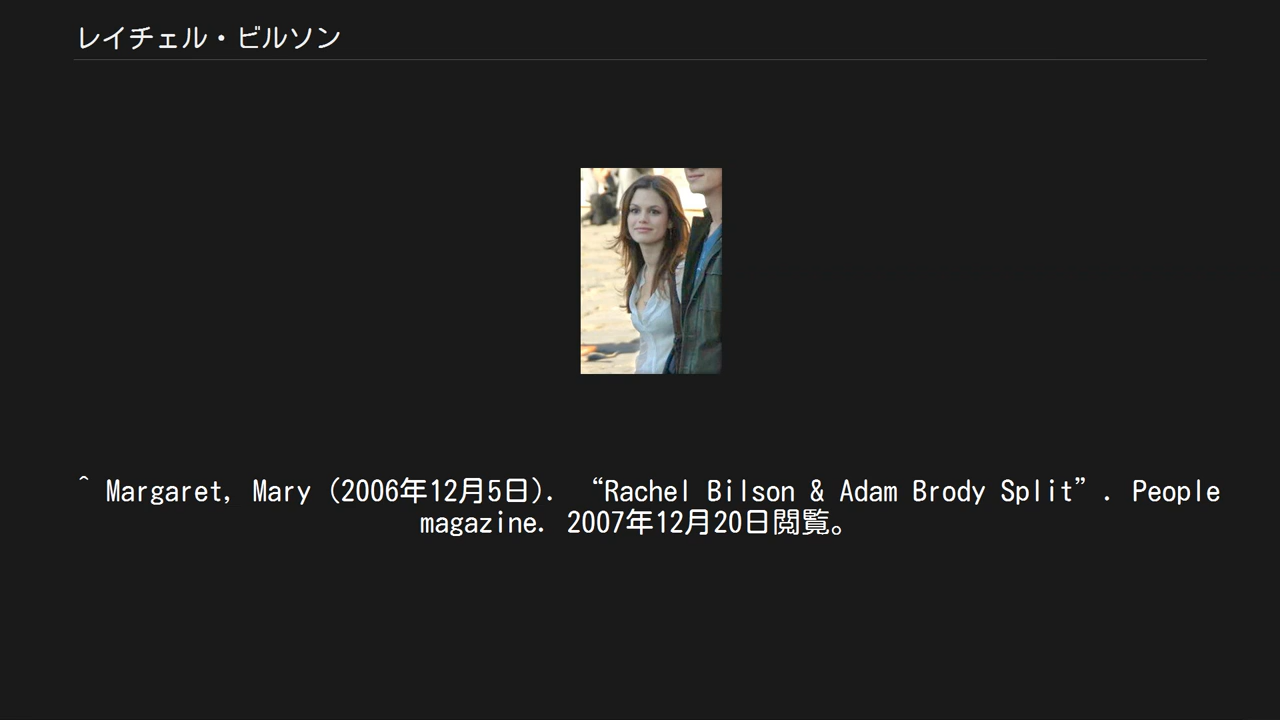 レイチェル・ビルソン
^ Margaret, Mary (2006年12月5日). “Rachel Bilson & Adam Brody Split”. People
magazine. 2007年12月20日閲覧。